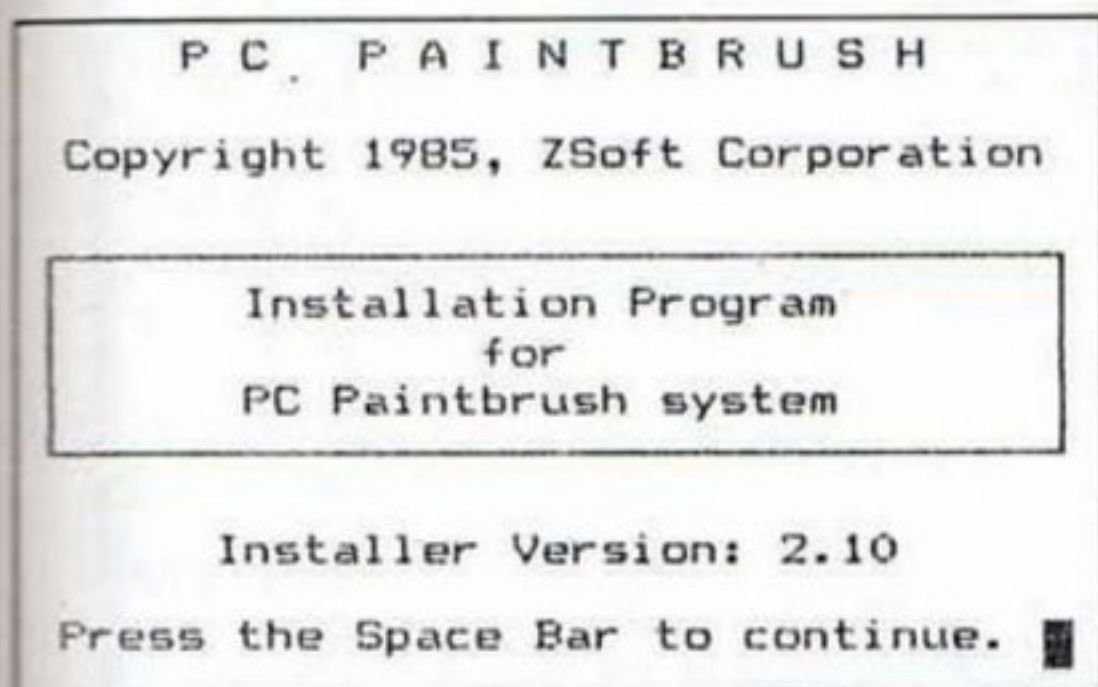 P C P A I N T B R U S H
Copyright 1985, ZSoft Corporation
Installation Program
for
PC Paintbrush system
Installer Version: 2.10
Press the Space Bar to continue.